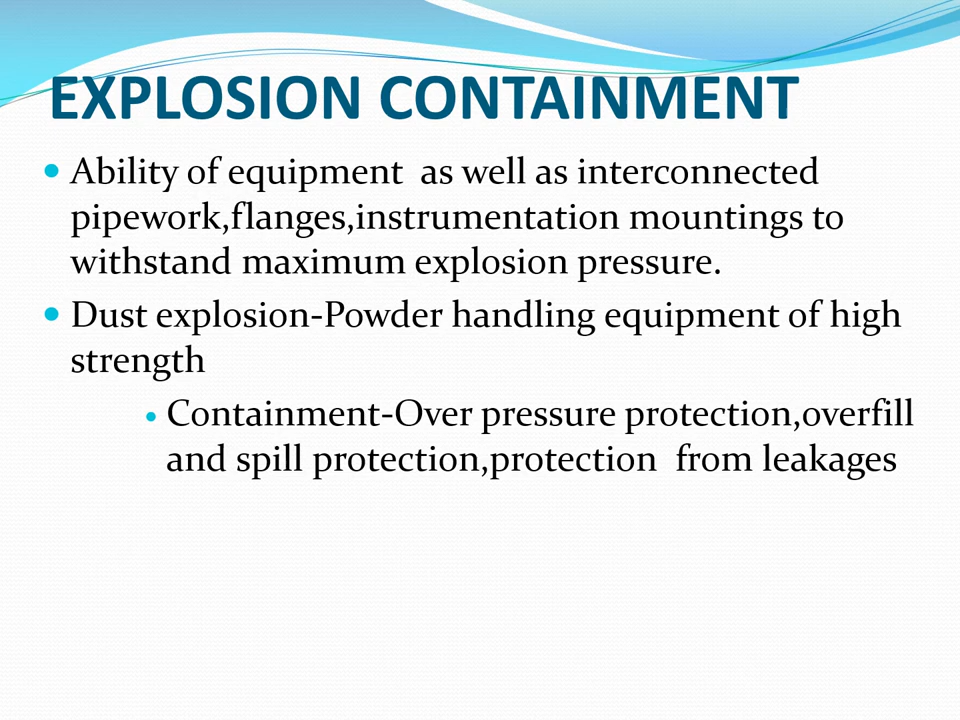 EXPLOSION CONTAINMENT
• Ability of equipment as well as interconnected
pipework,flanges,instrumentation mountings to
withstand maximum explosion pressure.
• Dust explosion-Powder handling equipment of high
strength
• Containment-Over pressure protection,overfill
and spill protection,protection from leakages